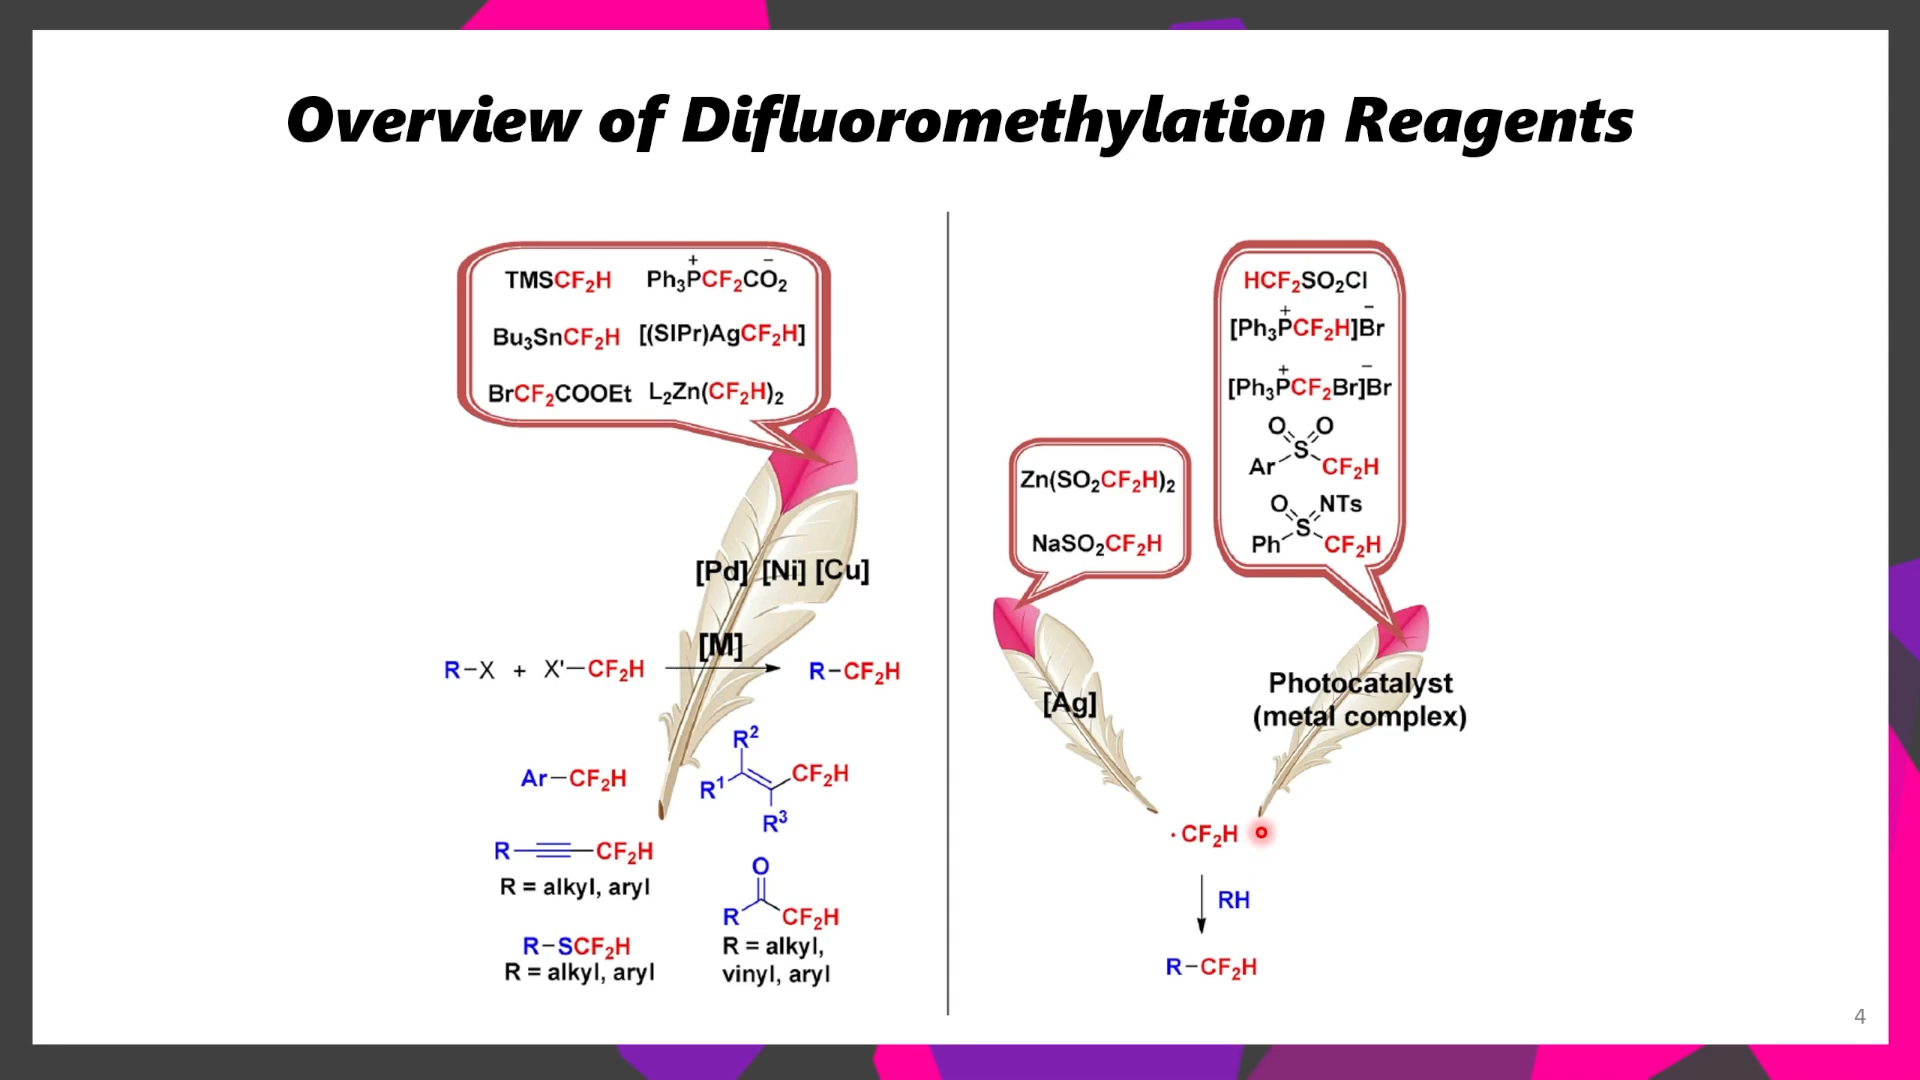 Overview of Difluoromethylation Reagents
TMSCF₂H Ph₃P⁺CF₂CO₂⁻
Bu₃SnCF₂H [(SIPr)AgCF₂H]
BrCF₂COOEt L₂Zn(CF₂H)₂
[Pd] [Ni] [Cu]
[M]
R–X + X'–CF₂H R–CF₂H
Ar–CF₂H
R² R¹ CF₂H R³
R CF₂H
R = alkyl, aryl
O
R CF₂H
R = alkyl,
vinyl, aryl
R–SCF₂H
R = alkyl, aryl
Zn(SO₂CF₂H)₂
NaSO₂CF₂H
[Ag]
HCF₂SO₂Cl
[Ph₃P⁺CF₂H]Br⁻
[Ph₃P⁺CF₂Br]Br⁻
O O
S
Ar CF₂H
O NTs
S
Ph CF₂H
Photocatalyst
(metal complex)
· CF₂H
RH
R–CF₂H
4